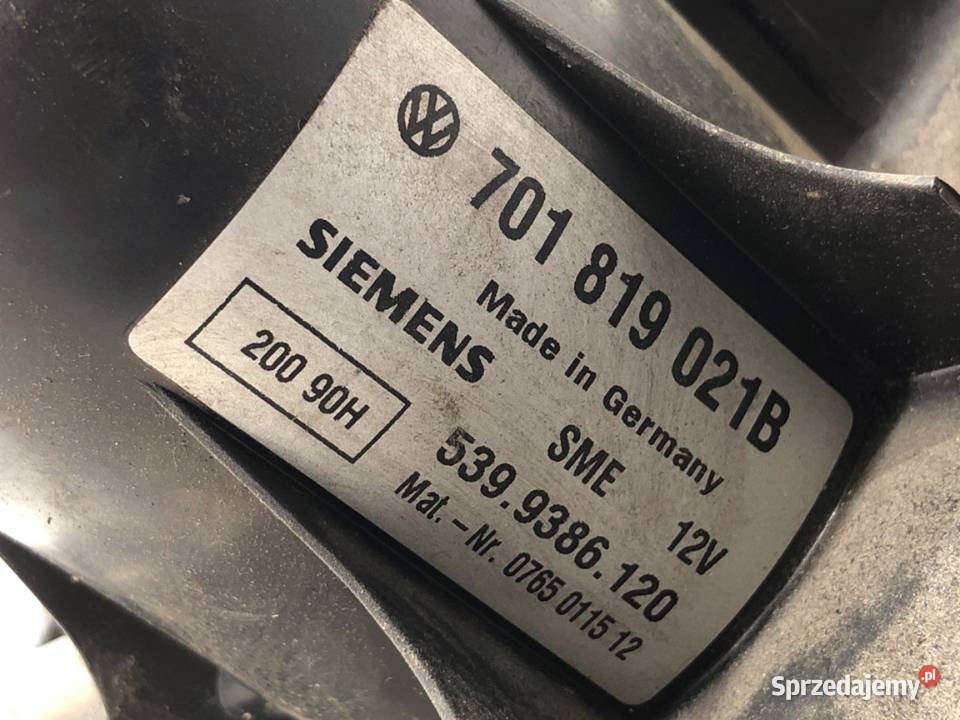 701 819 021B
Made in Germany
SIEMENS
SME 12V
200 90H
539.9386.120
Mat. – Nr. 0765 0115 12
Sprzedajemy.pl